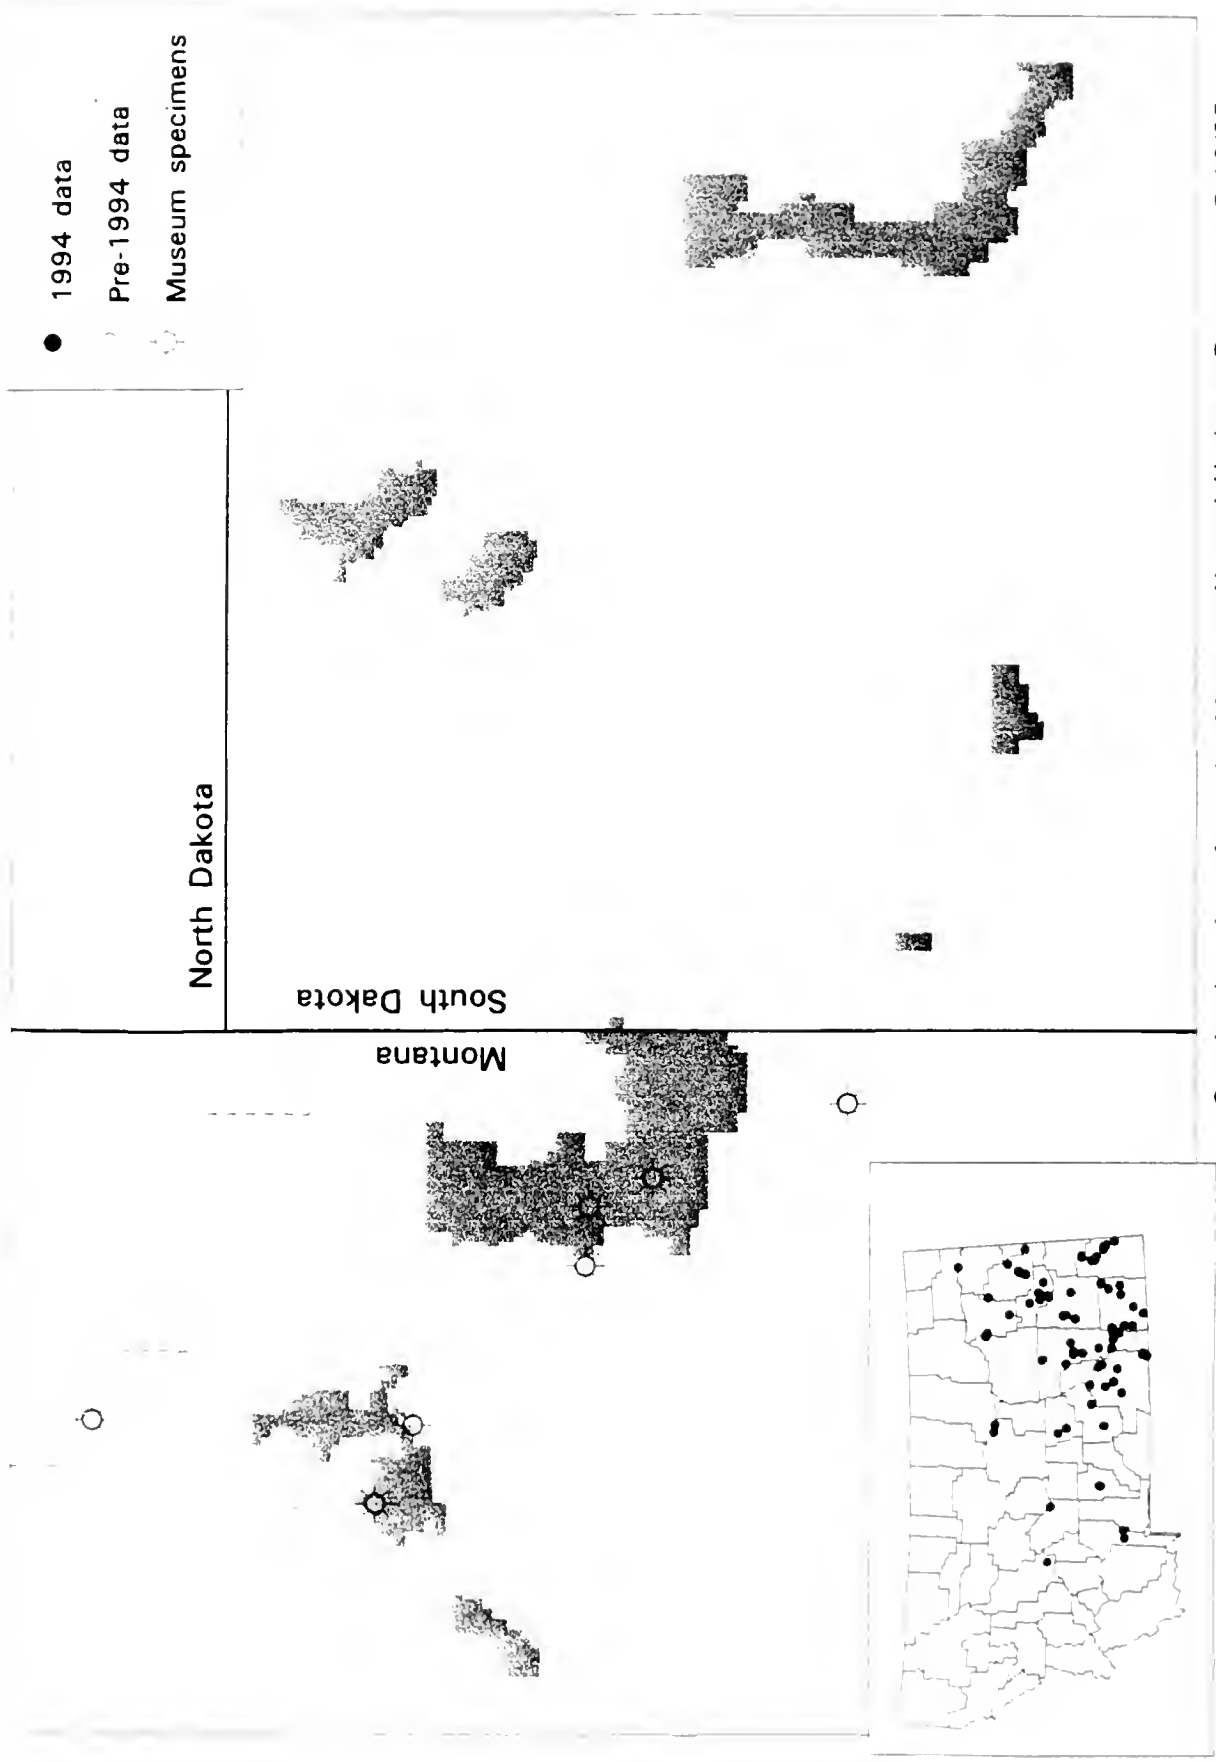 1994 data
Pre-1994 data
Museum specimens
North Dakota
South Dakota
Montana